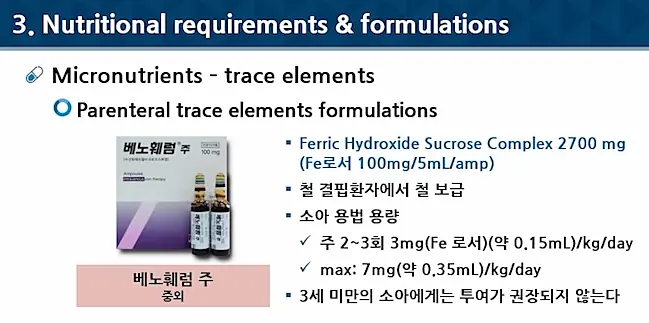 3. Nutritional requirements & formulations
Micronutrients - trace elements
Parenteral trace elements formulations
베노훼럼 주
100 mg
베노훼럼 주
중외
Ferric Hydroxide Sucrose Complex 2700 mg
(Fe로서 100mg/5mL/amp)
철 결핍환자에서 철 보급
소아 용법 용량
✓ 주 2~3회 3mg(Fe 로서)(약 0.15mL)/kg/day
✓ max: 7mg(약 0.35mL)/kg/day
3세 미만의 소아에게는 투여가 권장되지 않는다